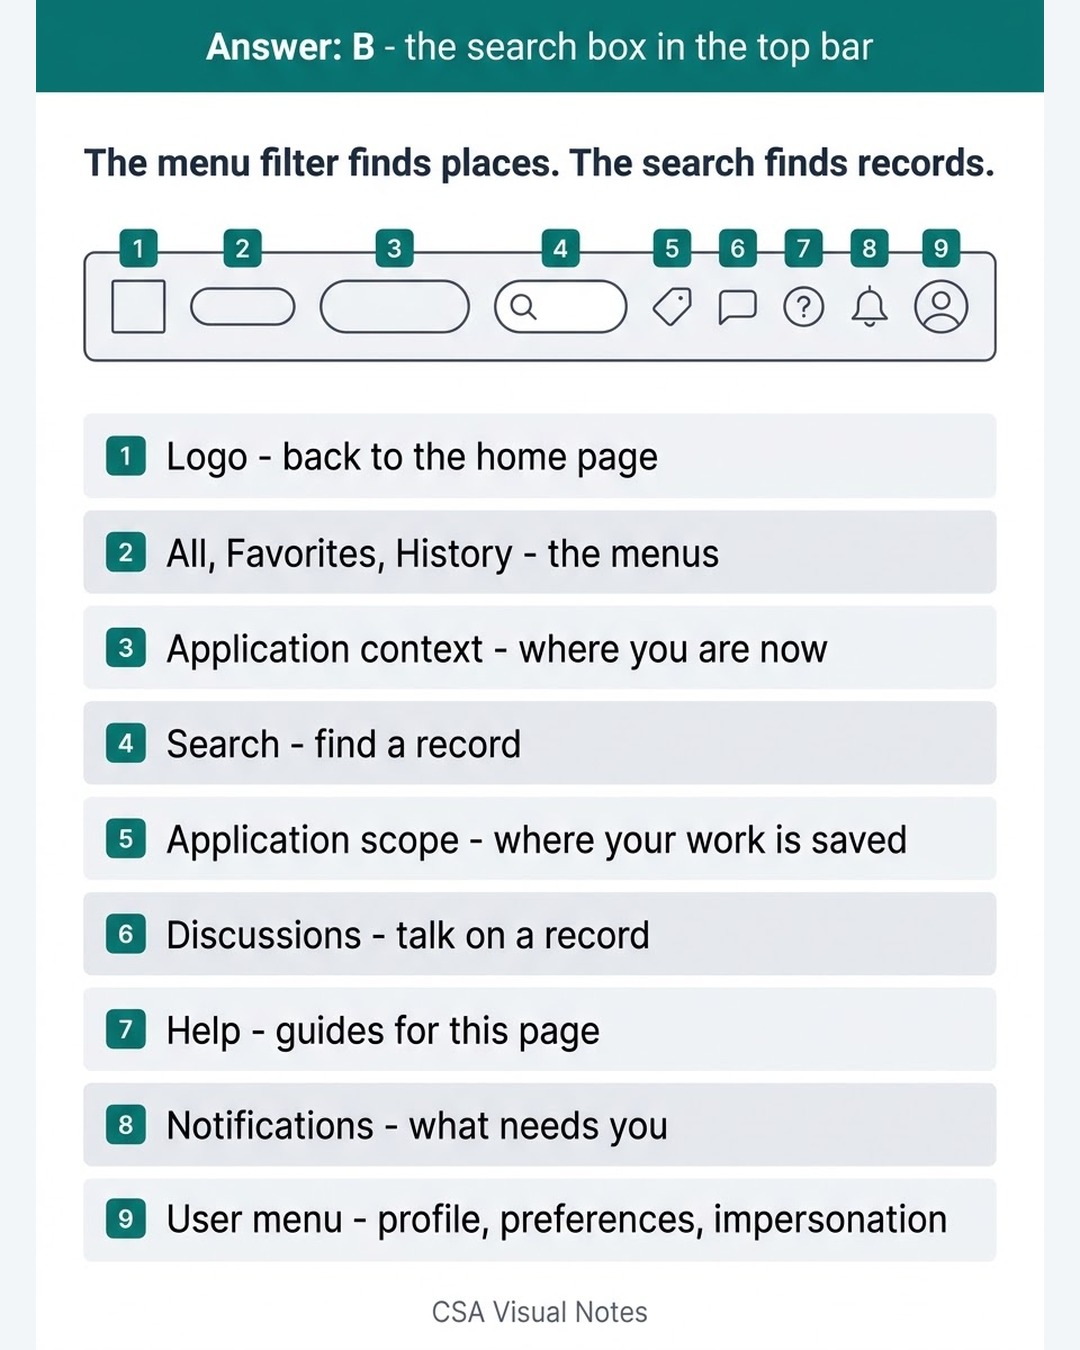 Answer: B - the search box in the top bar
The menu filter finds places. The search finds records.
1 2 3 4 5 6 7 8 9
?
1 Logo - back to the home page
2 All, Favorites, History - the menus
3 Application context - where you are now
4 Search - find a record
5 Application scope - where your work is saved
6 Discussions - talk on a record
7 Help - guides for this page
8 Notifications - what needs you
9 User menu - profile, preferences, impersonation
CSA Visual Notes